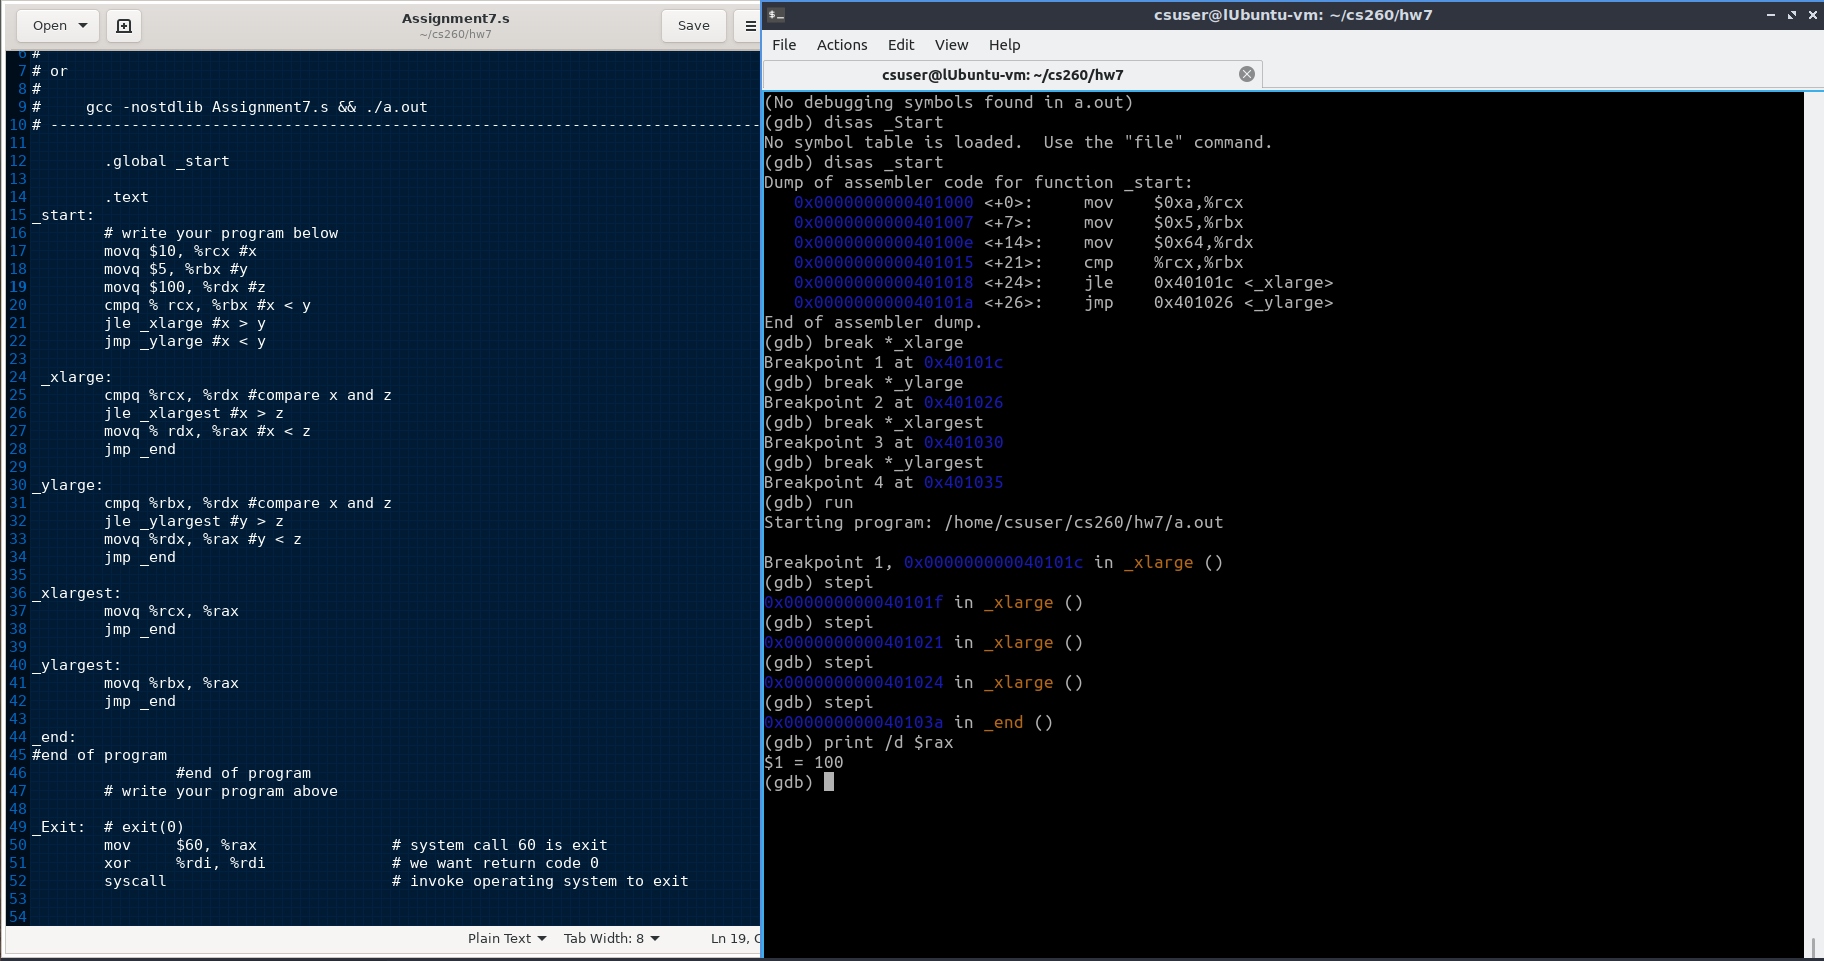 Open
Assignment7.s
~/cs260/hw7
Save
6 #
7 # or
8 #
9 #     gcc -nostdlib Assignment7.s && ./a.out
10 # -------------------------------------------------------------------------------
11
12         .global _start
13
14         .text
15 _start:
16         # write your program below
17         movq $10, %rcx #x
18         movq $5, %rbx #y
19         movq $100, %rdx #z
20         cmpq % rcx, %rbx #x < y
21         jle _xlarge #x > y
22         jmp _ylarge #x < y
23
24  _xlarge:
25         cmpq %rcx, %rdx #compare x and z
26         jle _xlargest #x > z
27         movq % rdx, %rax #x < z
28         jmp _end
29
30 _ylarge:
31         cmpq %rbx, %rdx #compare x and z
32         jle _ylargest #y > z
33         movq %rdx, %rax #y < z
34         jmp _end
35
36 _xlargest:
37         movq %rcx, %rax
38         jmp _end
39
40 _ylargest:
41         movq %rbx, %rax
42         jmp _end
43
44 _end:
45 #end of program
46                 #end of program
47         # write your program above
48
49 _Exit:  # exit(0)
50         mov     $60, %rax               # system call 60 is exit
51         xor     %rdi, %rdi              # we want return code 0
52         syscall                         # invoke operating system to exit
53
54
Plain Text Tab Width: 8 Ln 19, C
csuser@lUbuntu-vm: ~/cs260/hw7
File Actions Edit View Help
csuser@lUbuntu-vm: ~/cs260/hw7
(No debugging symbols found in a.out)
(gdb) disas _Start
No symbol table is loaded.  Use the "file" command.
(gdb) disas _start
Dump of assembler code for function _start:
   0x0000000000401000 <+0>:     mov    $0xa,%rcx
   0x0000000000401007 <+7>:     mov    $0x5,%rbx
   0x000000000040100e <+14>:    mov    $0x64,%rdx
   0x0000000000401015 <+21>:    cmp    %rcx,%rbx
   0x0000000000401018 <+24>:    jle    0x40101c <_xlarge>
   0x000000000040101a <+26>:    jmp    0x401026 <_ylarge>
End of assembler dump.
(gdb) break *_xlarge
Breakpoint 1 at 0x40101c
(gdb) break *_ylarge
Breakpoint 2 at 0x401026
(gdb) break *_xlargest
Breakpoint 3 at 0x401030
(gdb) break *_ylargest
Breakpoint 4 at 0x401035
(gdb) run
Starting program: /home/csuser/cs260/hw7/a.out
Breakpoint 1, 0x000000000040101c in _xlarge ()
(gdb) stepi
0x000000000040101f in _xlarge ()
(gdb) stepi
0x0000000000401021 in _xlarge ()
(gdb) stepi
0x0000000000401024 in _xlarge ()
(gdb) stepi
0x000000000040103a in _end ()
(gdb) print /d $rax
$1 = 100
(gdb)